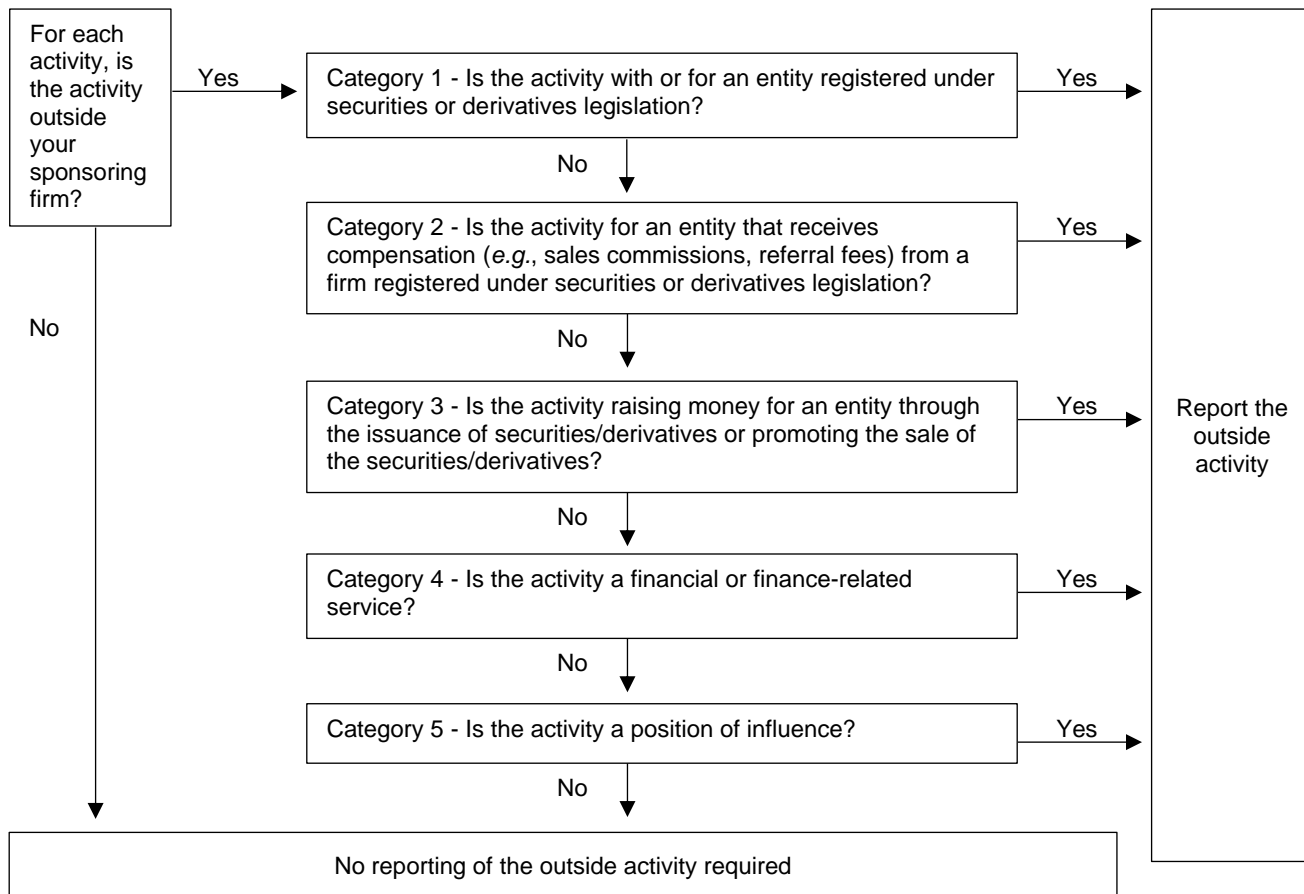 For each
activity, is
the activity
outside
your
sponsoring
firm?
Yes
Category 1 - Is the activity with or for an entity registered under
securities or derivatives legislation?
Yes
No
Category 2 - Is the activity for an entity that receives
compensation (e.g., sales commissions, referral fees) from a
firm registered under securities or derivatives legislation?
Yes
No
No
Category 3 - Is the activity raising money for an entity through
the issuance of securities/derivatives or promoting the sale of
the securities/derivatives?
Yes
Report the
outside
activity
No
Category 4 - Is the activity a financial or finance-related
service?
Yes
No
Category 5 - Is the activity a position of influence?
Yes
No
No reporting of the outside activity required